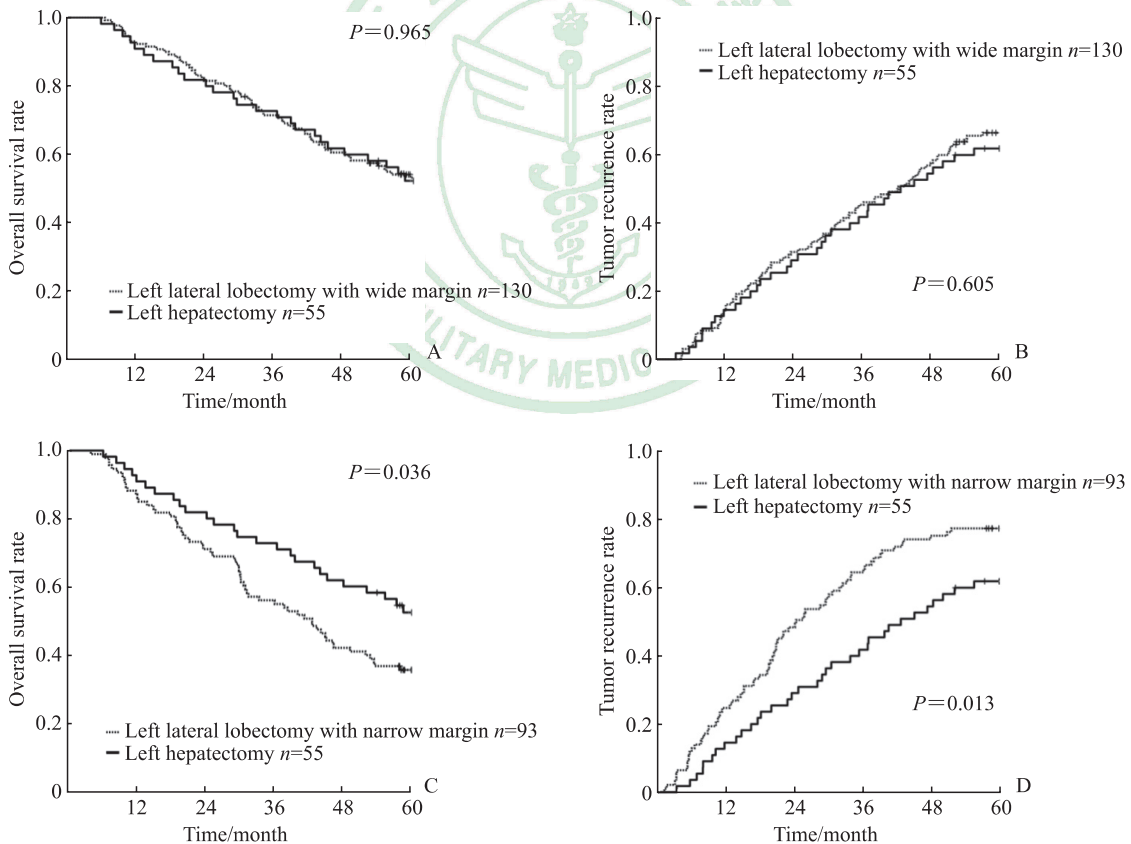 1.0
0.8
0.6
0.4
0.2
0
Overall survival rate
P=0.965
Left lateral lobectomy with wide margin n=130
Left hepatectomy n=55
12 24 36 48 60
Time/month
A
1.0
0.8
0.6
0.4
0.2
0
Tumor recurrence rate
Left lateral lobectomy with wide margin n=130
Left hepatectomy n=55
P=0.605
12 24 36 48 60
Time/month
B
ITARY MEDIC
1.0
0.8
0.6
0.4
0.2
0
Overall survival rate
P=0.036
Left lateral lobectomy with narrow margin n=93
Left hepatectomy n=55
12 24 36 48 60
Time/month
C
1.0
0.8
0.6
0.4
0.2
0
Tumor recurrence rate
Left lateral lobectomy with narrow margin n=93
Left hepatectomy n=55
P=0.013
12 24 36 48 60
Time/month
D